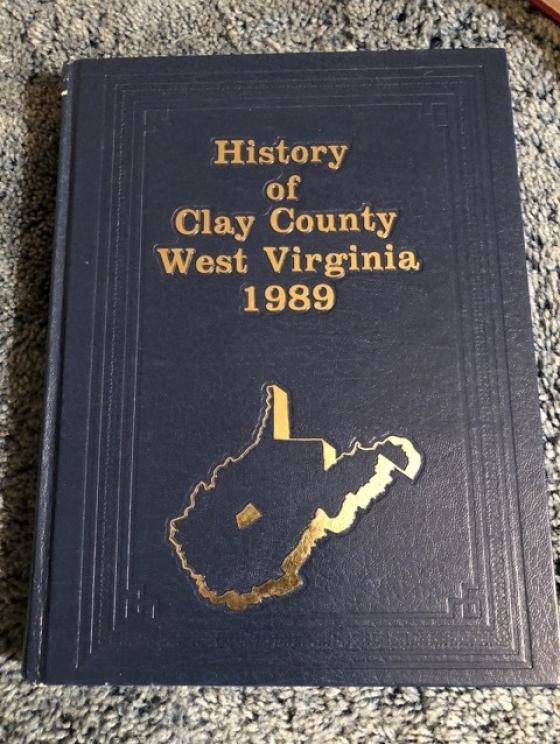 History
of
Clay County
West Virginia
1989